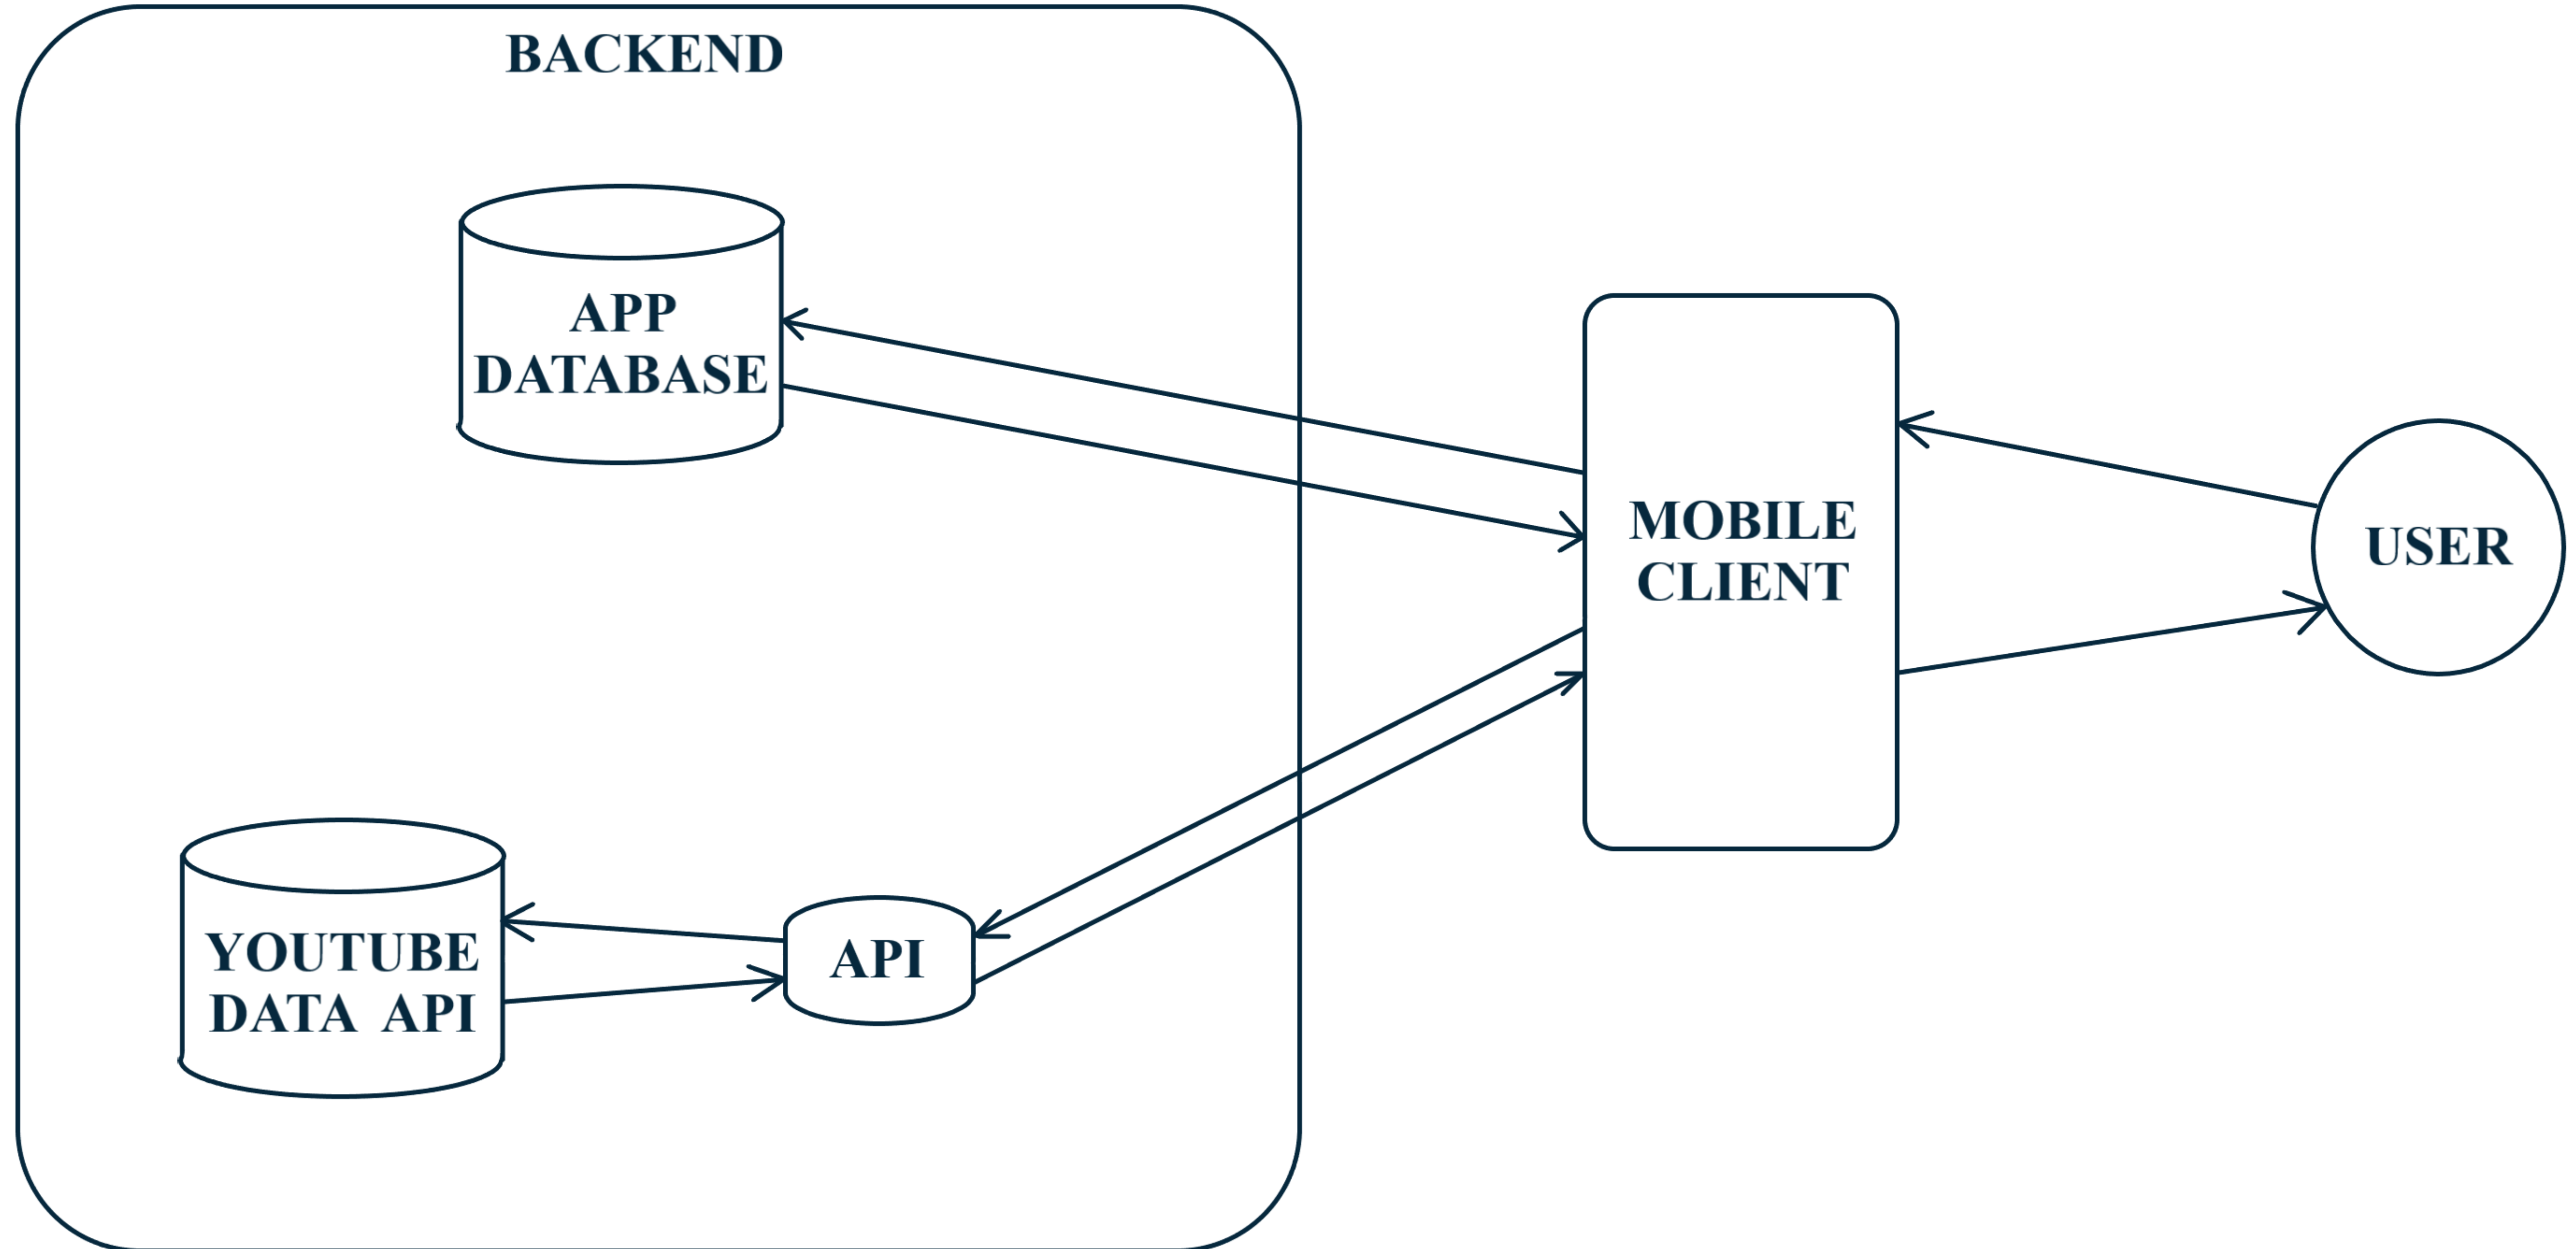 BACKEND
APP
DATABASE
MOBILE
CLIENT
USER
YOUTUBE
DATA API
API